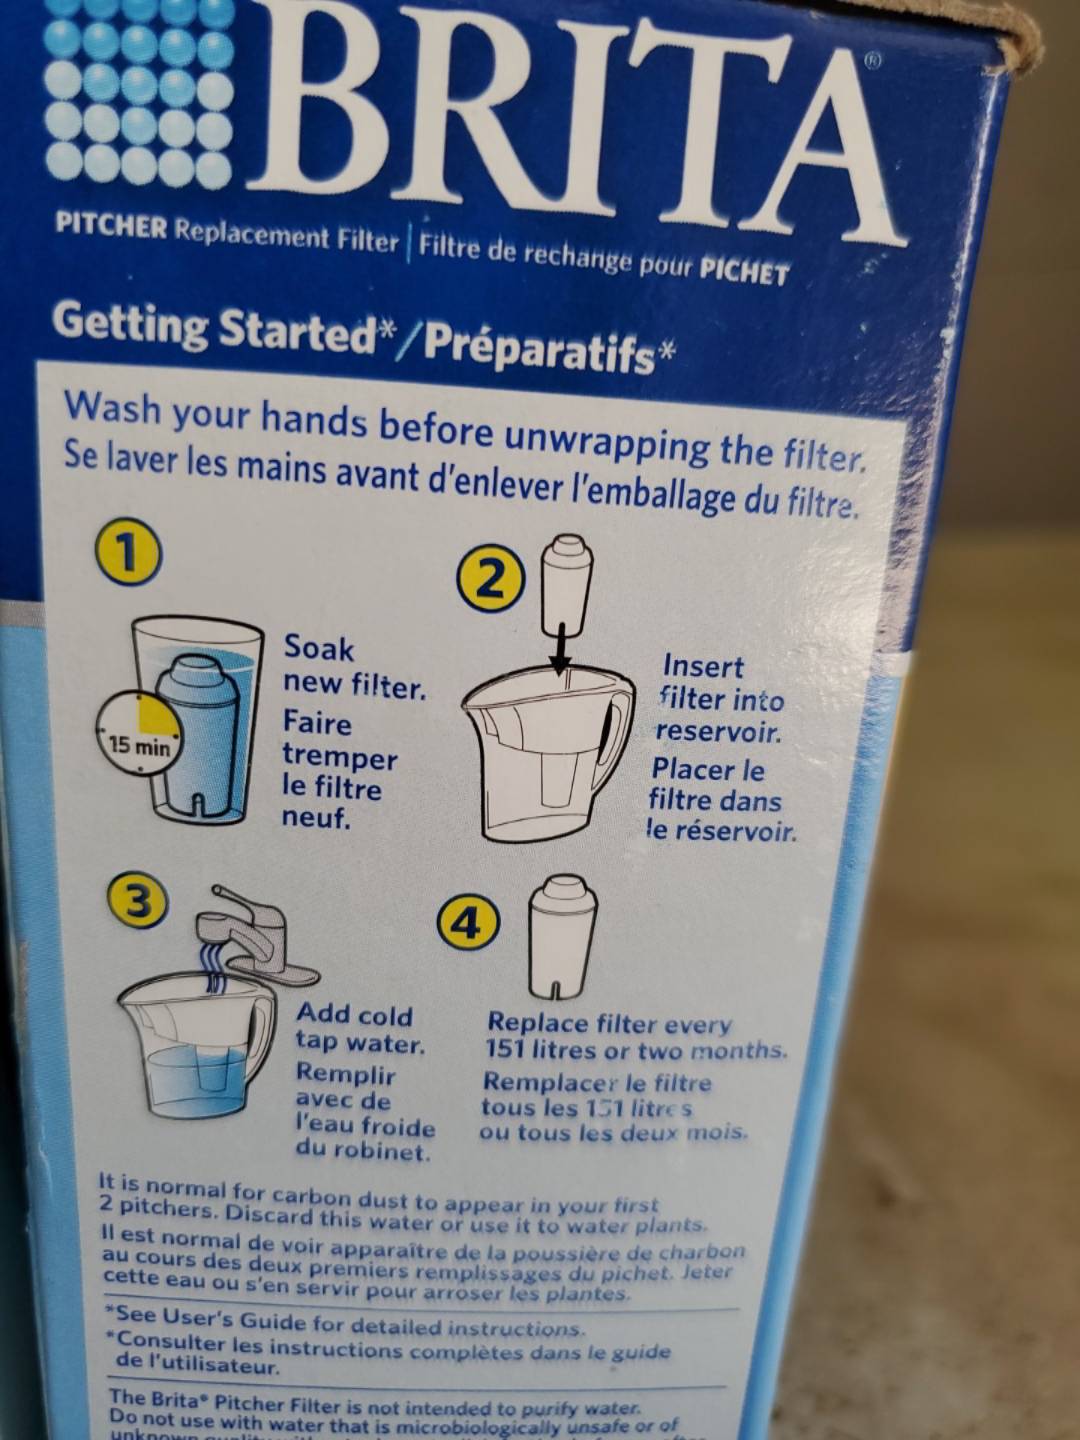 BRITA®
PITCHER Replacement Filter | Filtre de rechange pour PICHET
Getting Started*/Préparatifs*
Wash your hands before unwrapping the filter.
Se laver les mains avant d'enlever l'emballage du filtre.
1
15 min
Soak
new filter.
Faire
tremper
le filtre
neuf.
2
Insert
filter into
reservoir.
Placer le
filtre dans
le réservoir.
3
Add cold
tap water.
Remplir
avec de
l'eau froide
du robinet.
4
Replace filter every
151 litres or two months.
Remplacer le filtre
tous les 151 litres
ou tous les deux mois.
It is normal for carbon dust to appear in your first
2 pitchers. Discard this water or use it to water plants.
Il est normal de voir apparaître de la poussière de charbon
au cours des deux premiers remplissages du pichet. Jeter
cette eau ou s'en servir pour arroser les plantes.
*See User's Guide for detailed instructions.
*Consulter les instructions complètes dans le guide
de l'utilisateur.
The Brita® Pitcher Filter is not intended to purify water.
Do not use with water that is microbiologically unsafe or of
unknown